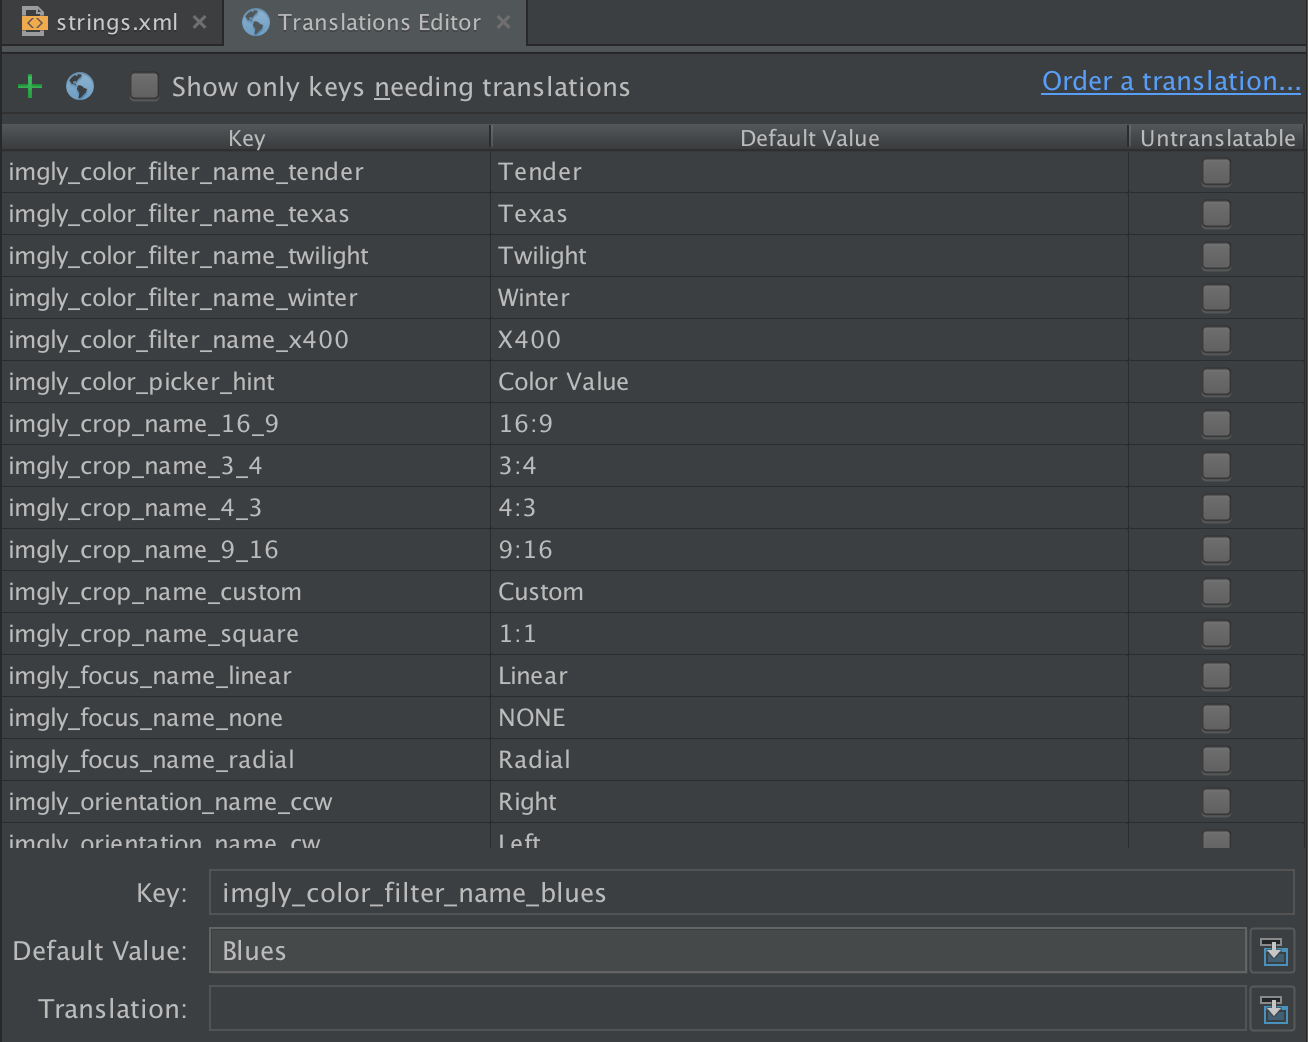 strings.xml Translations Editor
Show only keys needing translations Order a translation...
Key Default Value Untranslatable
imgly_color_filter_name_tender Tender
imgly_color_filter_name_texas Texas
imgly_color_filter_name_twilight Twilight
imgly_color_filter_name_winter Winter
imgly_color_filter_name_x400 X400
imgly_color_picker_hint Color Value
imgly_crop_name_16_9 16:9
imgly_crop_name_3_4 3:4
imgly_crop_name_4_3 4:3
imgly_crop_name_9_16 9:16
imgly_crop_name_custom Custom
imgly_crop_name_square 1:1
imgly_focus_name_linear Linear
imgly_focus_name_none NONE
imgly_focus_name_radial Radial
imgly_orientation_name_ccw Right
imgly_orientation_name_cw Left
Key: imgly_color_filter_name_blues
Default Value: Blues
Translation: